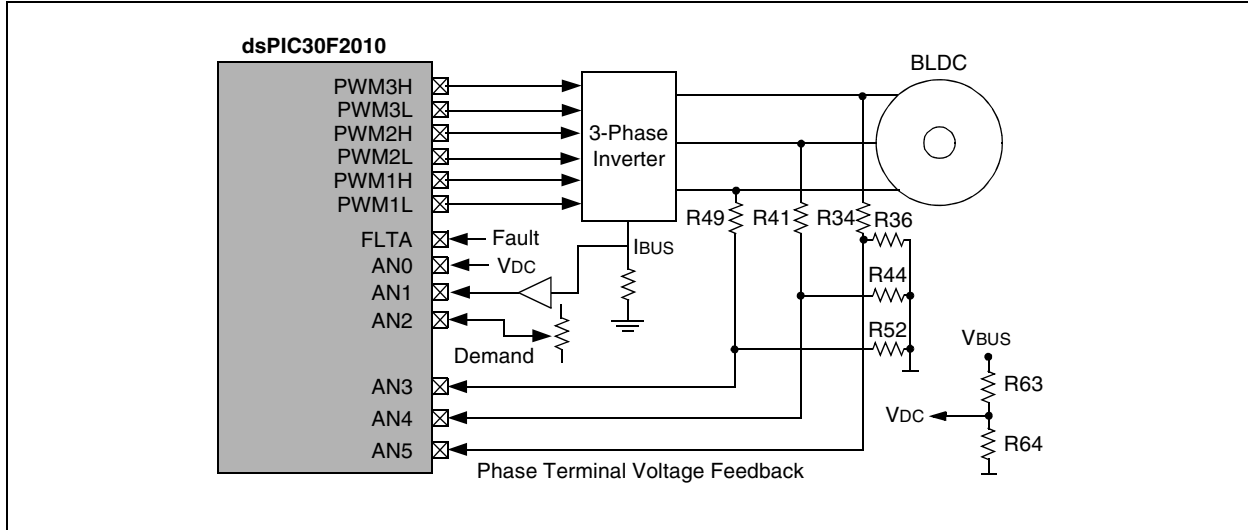 dsPIC30F2010
BLDC
PWM3H
PWM3L
PWM2H
PWM2L
PWM1H
PWM1L
3-Phase
Inverter
R49
R41
R34
R36
FLTA
Fault
IBUS
AN0
VDC
AN1
R44
AN2
R52
Demand
VBUS
AN3
R63
AN4
VDC
AN5
R64
Phase Terminal Voltage Feedback